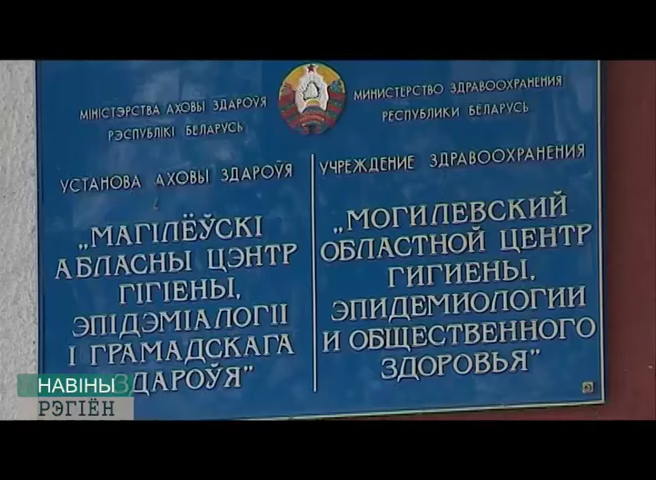 МІНІСТЭРСТВА АХОВЫ ЗДАРОЎЯ
РЭСПУБЛІКІ БЕЛАРУСЬ
УСТАНОВА АХОВЫ ЗДАРОЎЯ
„МАГІЛЁЎСКІ
АБЛАСНЫ ЦЭНТР
ГІГІЕНЫ,
ЭПІДЭМІАЛОГІІ
І ГРАМАДСКАГА
ЗДАРОЎЯ"
МИНИСТЕРСТВО ЗДРАВООХРАНЕНИЯ
РЕСПУБЛИКИ БЕЛАРУСЬ
УЧРЕЖДЕНИЕ ЗДРАВООХРАНЕНИЯ
„МОГИЛЕВСКИЙ
ОБЛАСТНОЙ ЦЕНТР
ГИГИЕНЫ,
ЭПИДЕМИОЛОГИИ
И ОБЩЕСТВЕННОГО
ЗДОРОВЬЯ"
НАВІНЫ
РЭГІЁН